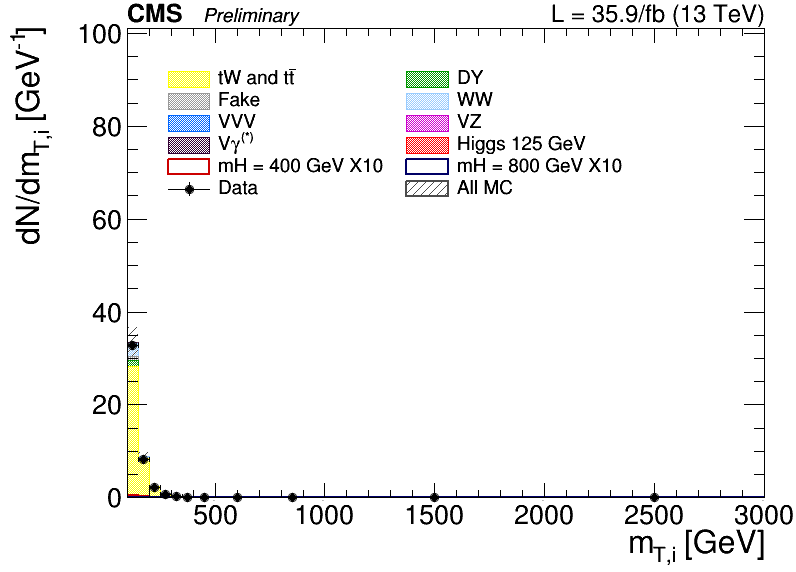 CMS Preliminary L = 35.9/fb (13 TeV)
dN/dm_{T,i} [GeV^{-1}]
100
80
60
40
20
0
tW and tt̄ DY
Fake WW
VVV VZ
Vγ^{(*)} Higgs 125 GeV
mH = 400 GeV X10 mH = 800 GeV X10
Data All MC
500 1000 1500 2000 2500 3000
m_{T,i} [GeV]